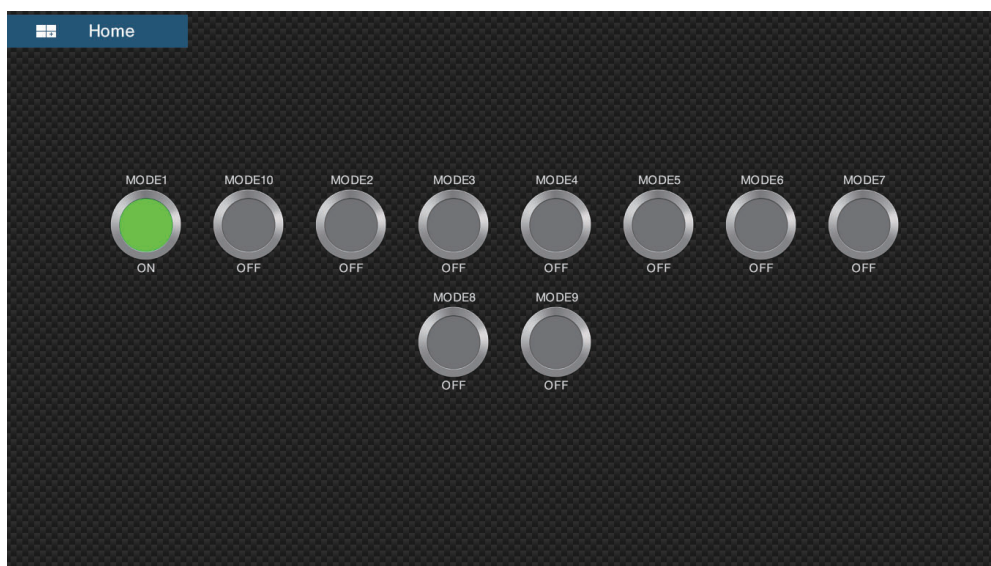 Home
MODE1 MODE10 MODE2 MODE3 MODE4 MODE5 MODE6 MODE7
ON OFF OFF OFF OFF OFF OFF OFF
MODE8 MODE9
OFF OFF